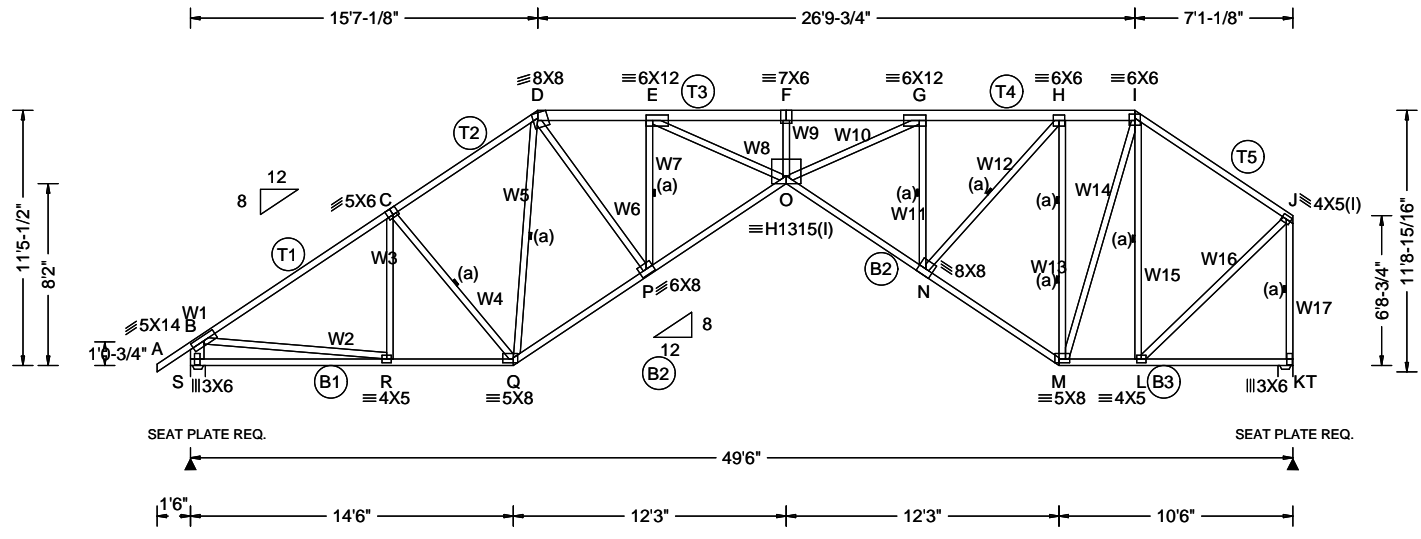 15'7-1/8" 26'9-3/4" 7'1-1/8"
≡8X8 ≡6X12 T3 ≡7X6 ≡6X12 T4 ≡6X6 ≡6X6
D E F G H I
T2 W9 W10
W8 W12 T5
12 W7
8 (a) (a) (a) (a) W14
≡5X6 C W5 W6 O W11 J ≡4X5(I)
11'5-1/2" 8'2" 6'8-3/4" 11'8-15/16"
T1 W3 (a) ≡H1315(I) (a)
(a) W4 B2 ≡8X8 W13 (a) W15 W16
P ≡6X8 N (a) W17
W1
≡5X14 B 8
A 1'0-3/4" W2 12
S |||3X6 B1 R Q B2 M L B3 |||3X6 KT
≡4X5 ≡5X8 ≡5X8 ≡4X5
SEAT PLATE REQ. SEAT PLATE REQ.
49'6"
1'6" 14'6" 12'3" 12'3" 10'6"